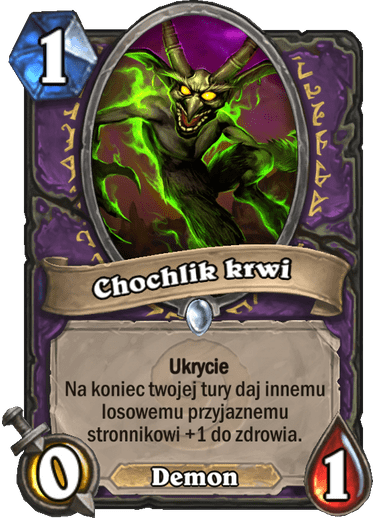 1
Chochlik krwi
Ukrycie
Na koniec twojej tury daj innemu
losowemu przyjaznemu
stronnikowi +1 do zdrowia.
0
Demon
1